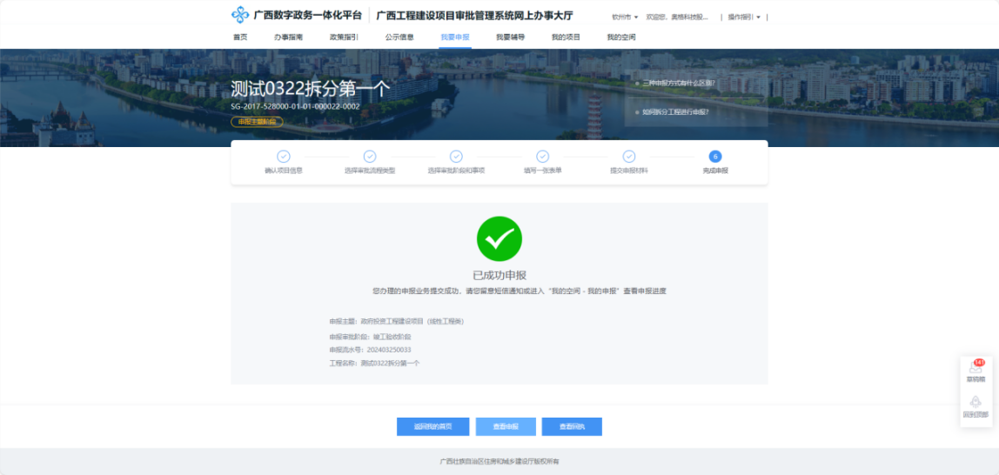 广西数字政务一体化平台 广西工程建设项目审批管理系统网上办事大厅 钦州市 欢迎您、奥格科技股... 操作指引
首页 办事指南 政策指引 公示信息 我要申报 我要辅导 我的项目 我的空间
测试0322拆分第一个
SG-2017-528000-01-01-000022-0002
申报主题阶段
三种申报方式有什么区别?
如何拆分工程进行申报?
6
确认项目信息 选择审批流程类型 选择审批阶段和事项 填写一张表单 提交申报材料 完成申报
已成功申报
您办理的申报业务提交成功，请您留意短信通知或进入“我的空间 - 我的申报”查看申报进度
申报主题：政府投资工程建设项目（线性工程类）
申报审批阶段：竣工验收阶段
申报流水号：202403250033
工程名称：测试0322拆分第一个
141
草稿箱
回到顶部
返回我的首页 查看申报 查看回执
广西壮族自治区住房和城乡建设厅版权所有